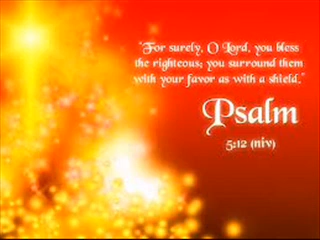 "For surely, O Lord, you bless
the righteous; you surround them
with your favor as with a shield."
Psalm
5:12 (niv)